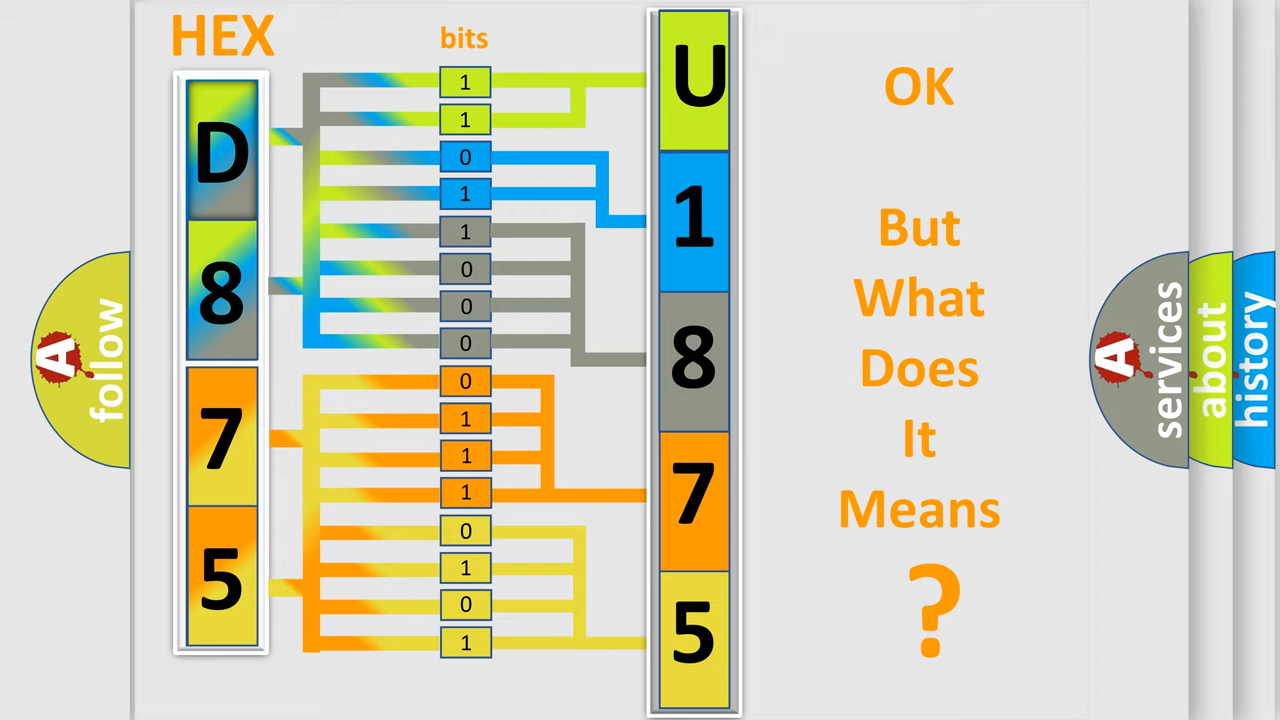 HEX
bits
D
8
7
5
1
1
0
1
1
0
0
0
0
1
1
1
0
1
0
1
U
1
8
7
5
OK
But
What
Does
It
Means
?
A
follow
A
services
about
history